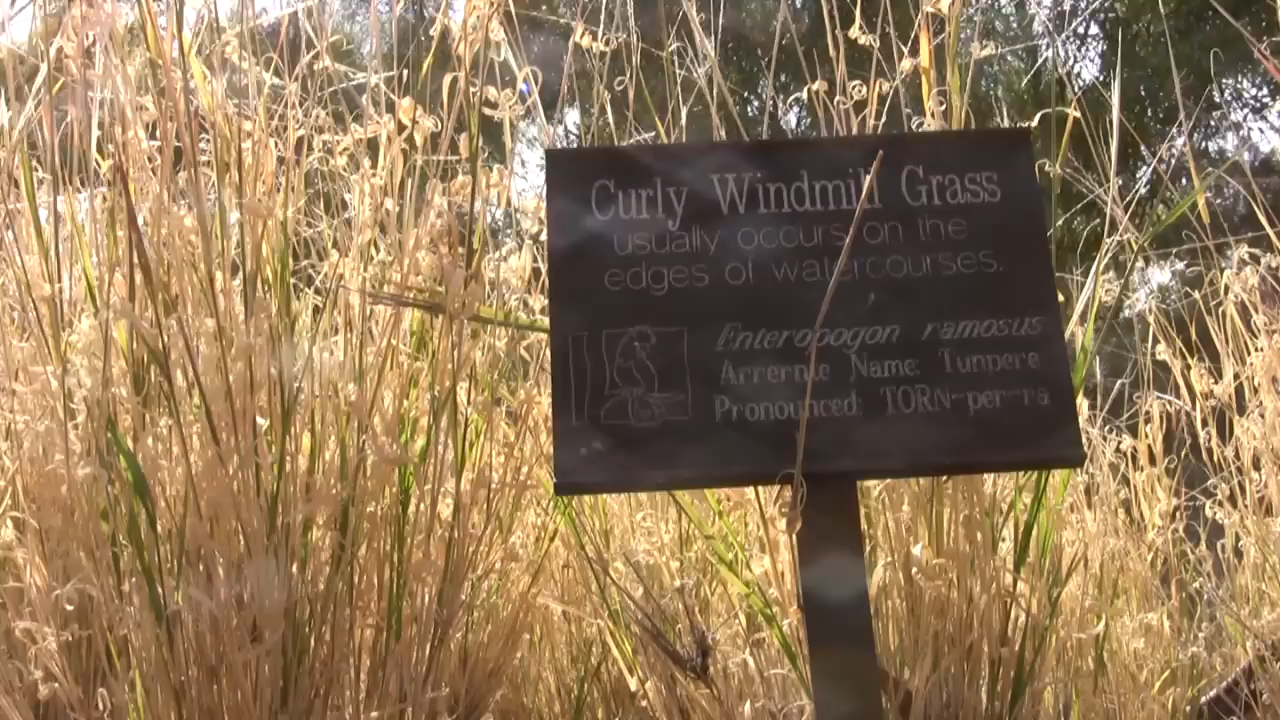 Curly Windmill Grass
usually occurs on the
edges of watercourses.
Enteropogon ramosus
Arrernte Name: Tunpere
Pronounced: TORN-per-ra